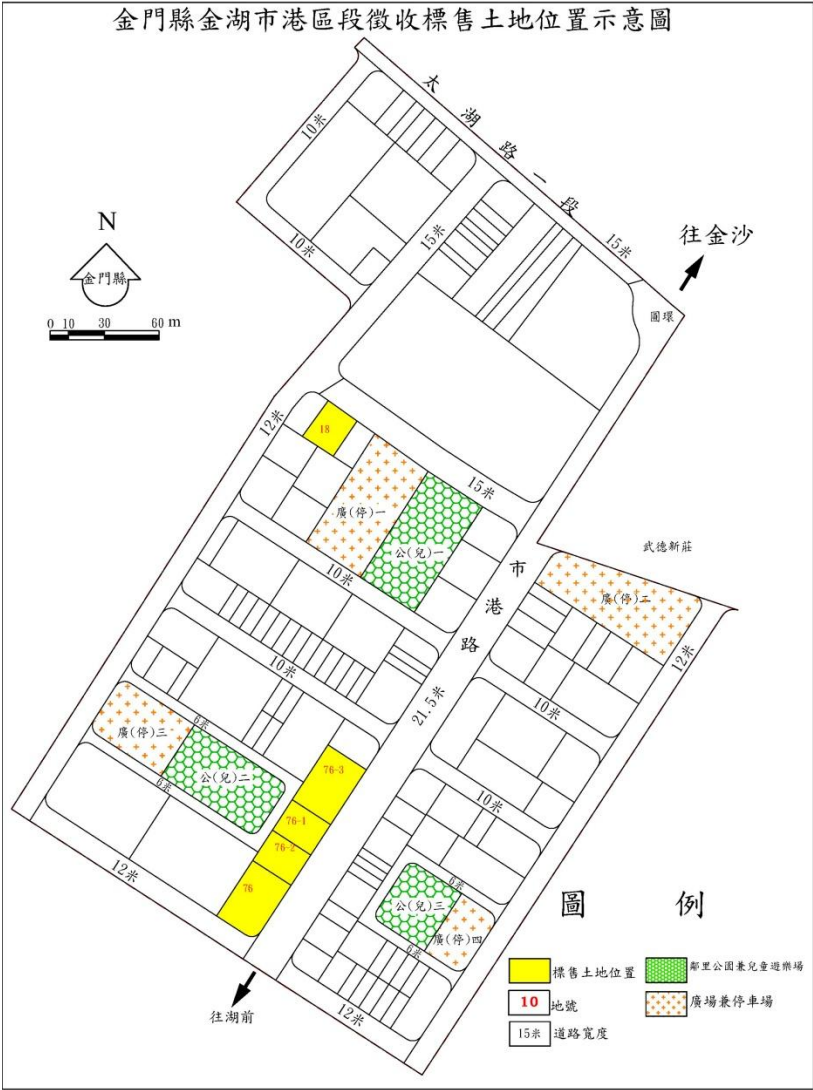 金門縣金湖市港區段徵收標售土地位置示意圖
太湖路一段
10米
N
金門縣
0 10 30 60 m
10米
15米
15米
往金沙
圓環
12米
18
廣(停)一
公(兒)一
15米
10米
市港路
21.5米
武德新莊
廣(停)二
12米
10米
10米
6米
廣(停)三
公(兒)二
6米
76-3
76-1
76-2
76
12米
10米
6米
公(兒)三
廣(停)四
6米
12米
往湖前
圖例
標售土地位置
鄰里公園兼兒童遊樂場
10 地號
廣場兼停車場
15米 道路寬度